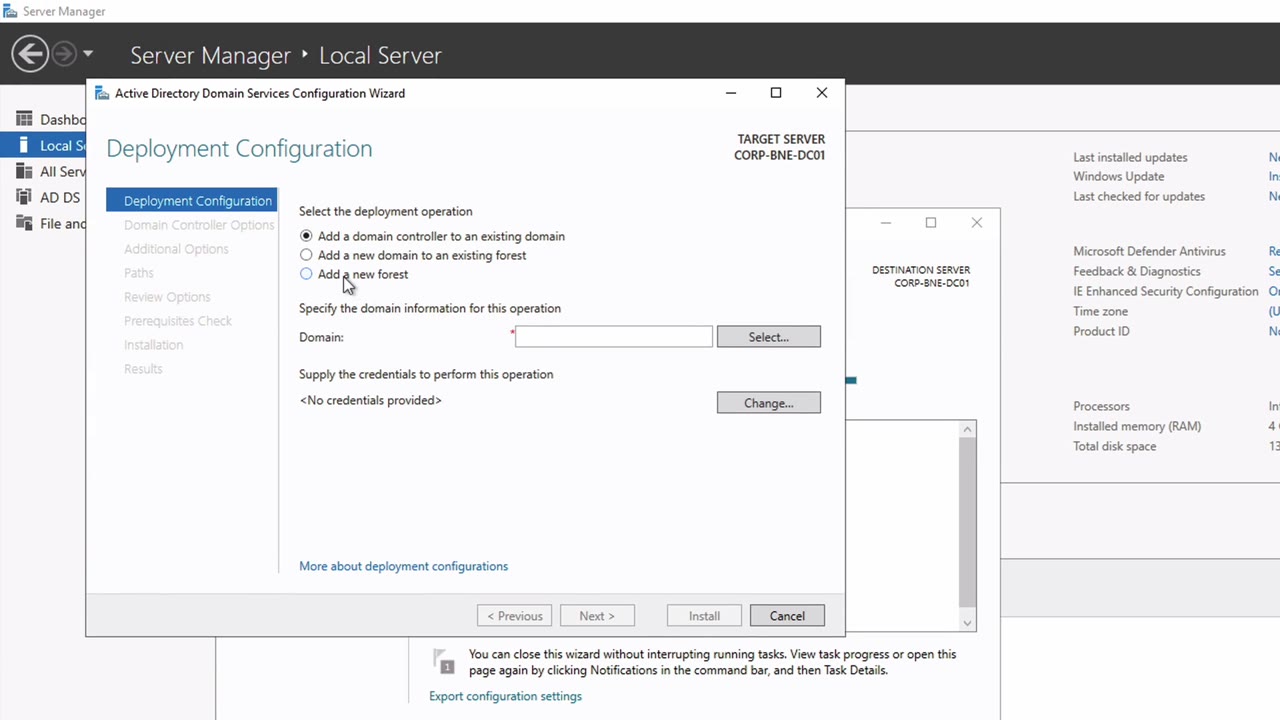 Server Manager
Server Manager ‣ Local Server
Active Directory Domain Services Configuration Wizard
Deployment Configuration
TARGET SERVER
CORP-BNE-DC01
Dashbo
Local Se
All Serv
AD DS
File and
Deployment Configuration
Domain Controller Options
Additional Options
Paths
Review Options
Prerequisites Check
Installation
Results
Select the deployment operation
Add a domain controller to an existing domain
Add a new domain to an existing forest
Add a new forest
Specify the domain information for this operation
Domain:
*
Select...
Supply the credentials to perform this operation
<No credentials provided>
Change...
More about deployment configurations
< Previous
Next >
Install
Cancel
DESTINATION SERVER
CORP-BNE-DC01
1
You can close this wizard without interrupting running tasks. View task progress or open this
page again by clicking Notifications in the command bar, and then Task Details.
Export configuration settings
Last installed updates
Windows Update
Last checked for updates
Microsoft Defender Antivirus
Feedback & Diagnostics
IE Enhanced Security Configuration
Time zone
Product ID
Processors
Installed memory (RAM)
Total disk space